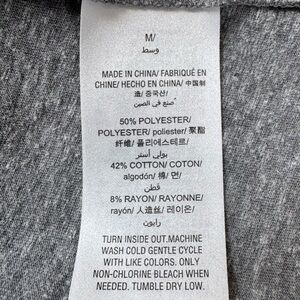 M/
وسط
MADE IN CHINA/ FABRIQUÉ EN
CHINE/ HECHO EN CHINA/ 中国制
造/ 중국산/
صنع في الصين
50% POLYESTER/
POLYESTER/ poliester/ 聚酯
纤维/ 폴리에스테르/
بولي أستر
42% COTTON/ COTON/
algodón/ 棉/ 면/
قطن
8% RAYON/ RAYONNE/
rayón/ 人造丝/ 레이온/
رايون
TURN INSIDE OUT.MACHINE
WASH COLD GENTLE CYCLE
WITH LIKE COLORS. ONLY
NON-CHLORINE BLEACH WHEN
NEEDED. TUMBLE DRY LOW.